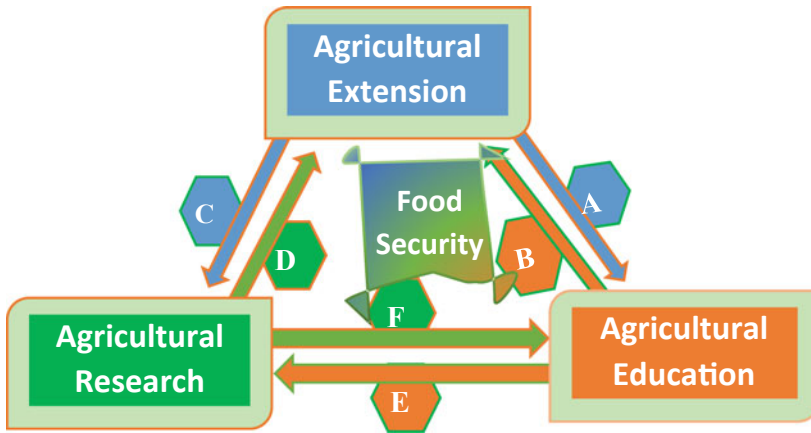 Agricultural
Extension
C
A
Food
Security
D
B
F
Agricultural
Research
Agricultural
Education
E